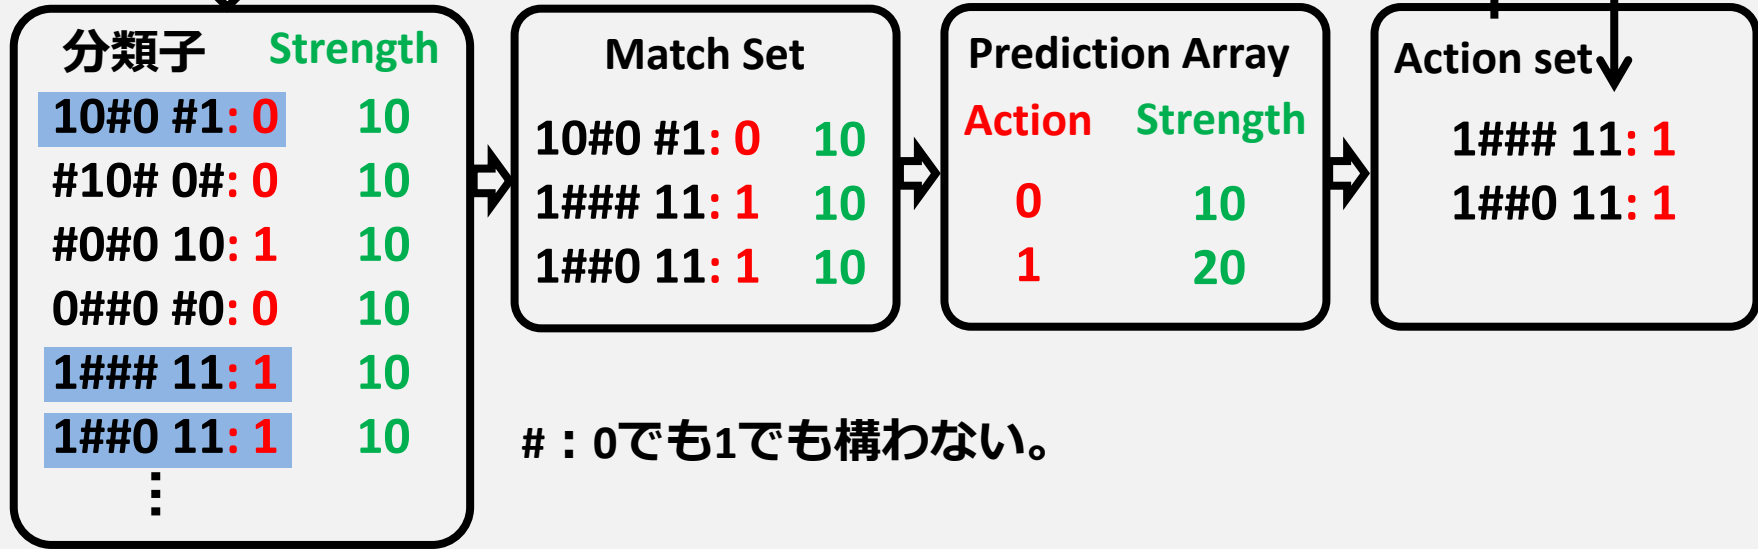 分類子 Strength
10#0 #1: 0 10
#10# 0#: 0 10
#0#0 10: 1 10
0##0 #0: 0 10
1### 11: 1 10
1##0 11: 1 10
⋮
Match Set
10#0 #1: 0 10
1### 11: 1 10
1##0 11: 1 10
Prediction Array
Action Strength
0 10
1 20
Action set
1### 11: 1
1##0 11: 1
#：0でも1でも構わない。